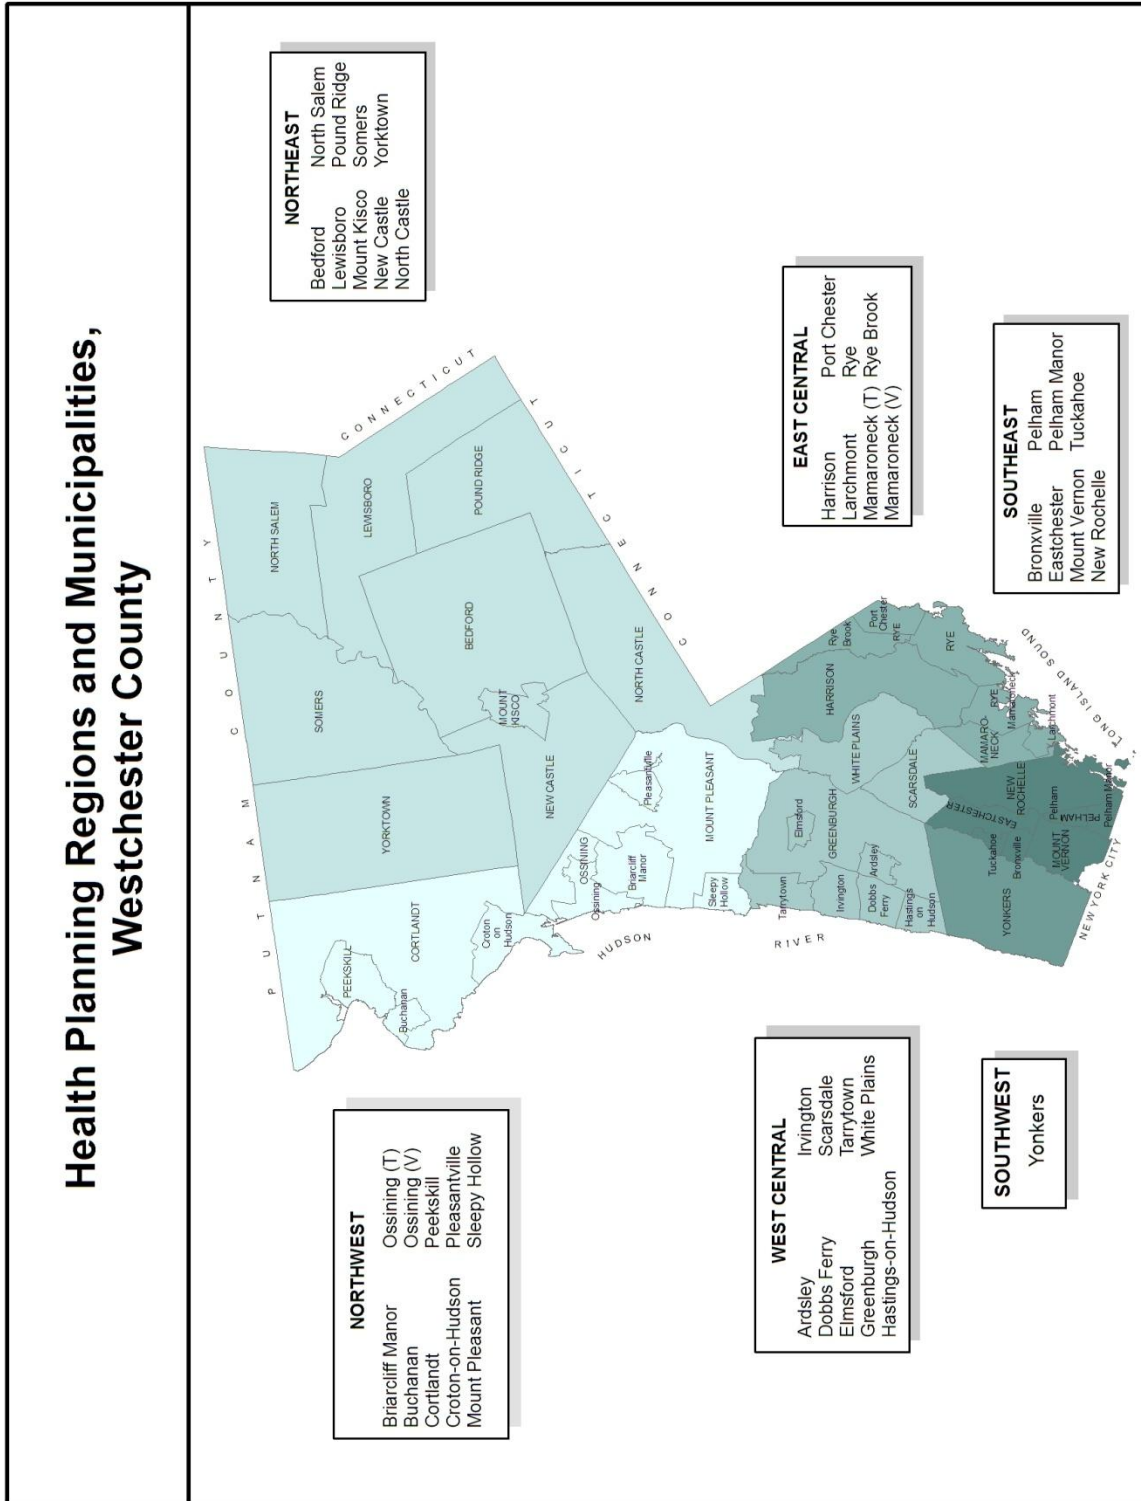 Health Planning Regions and Municipalities,
Westchester County
NORTHWEST
Briarcliff Manor
Buchanan
Cortlandt
Croton-on-Hudson
Mount Pleasant
Ossining (T)
Ossining (V)
Peekskill
Pleasantville
Sleepy Hollow
NORTHEAST
Bedford
Lewisboro
Mount Kisco
New Castle
North Castle
North Salem
Pound Ridge
Somers
Yorktown
WEST CENTRAL
Ardsley
Dobbs Ferry
Elmsford
Greenburgh
Hastings-on-Hudson
Irvington
Scarsdale
Tarrytown
White Plains
EAST CENTRAL
Harrison
Larchmont
Mamaroneck (T)
Mamaroneck (V)
Port Chester
Rye
Rye Brook
SOUTHWEST
Yonkers
SOUTHEAST
Bronxville
Eastchester
Mount Vernon
New Rochelle
Pelham
Pelham Manor
Tuckahoe
PUTNAM COUNTY
CONNECTICUT
CONNECTICUT
HUDSON
RIVER
LONG ISLAND SOUND
NEW YORK CITY
NORTH SALEM
SOMERS
YORKTOWN
PEEKSKILL
CORTLANDT
Buchanan
Croton
on
Hudson
LEWISBORO
POUND RIDGE
BEDFORD
MOUNT
KISCO
NEW CASTLE
NORTH CASTLE
OSSINING
Ossining
Briarcliff
Manor
Pleasantville
MOUNT PLEASANT
Sleepy
Hollow
Tarrytown
Elmsford
GREENBURGH
Irvington
Ardsley
Dobbs
Ferry
Hastings
on
Hudson
WHITE PLAINS
SCARSDALE
HARRISON
Rye
Brook
Port
Chester
RYE
RYE
RYE
Mamaroneck
MAMARO-
NECK
Larchmont
NEW
ROCHELLE
EASTCHESTER
Tuckahoe
Bronxville
YONKERS
MOUNT
VERNON
Pelham
PELHAM
Pelham Manor